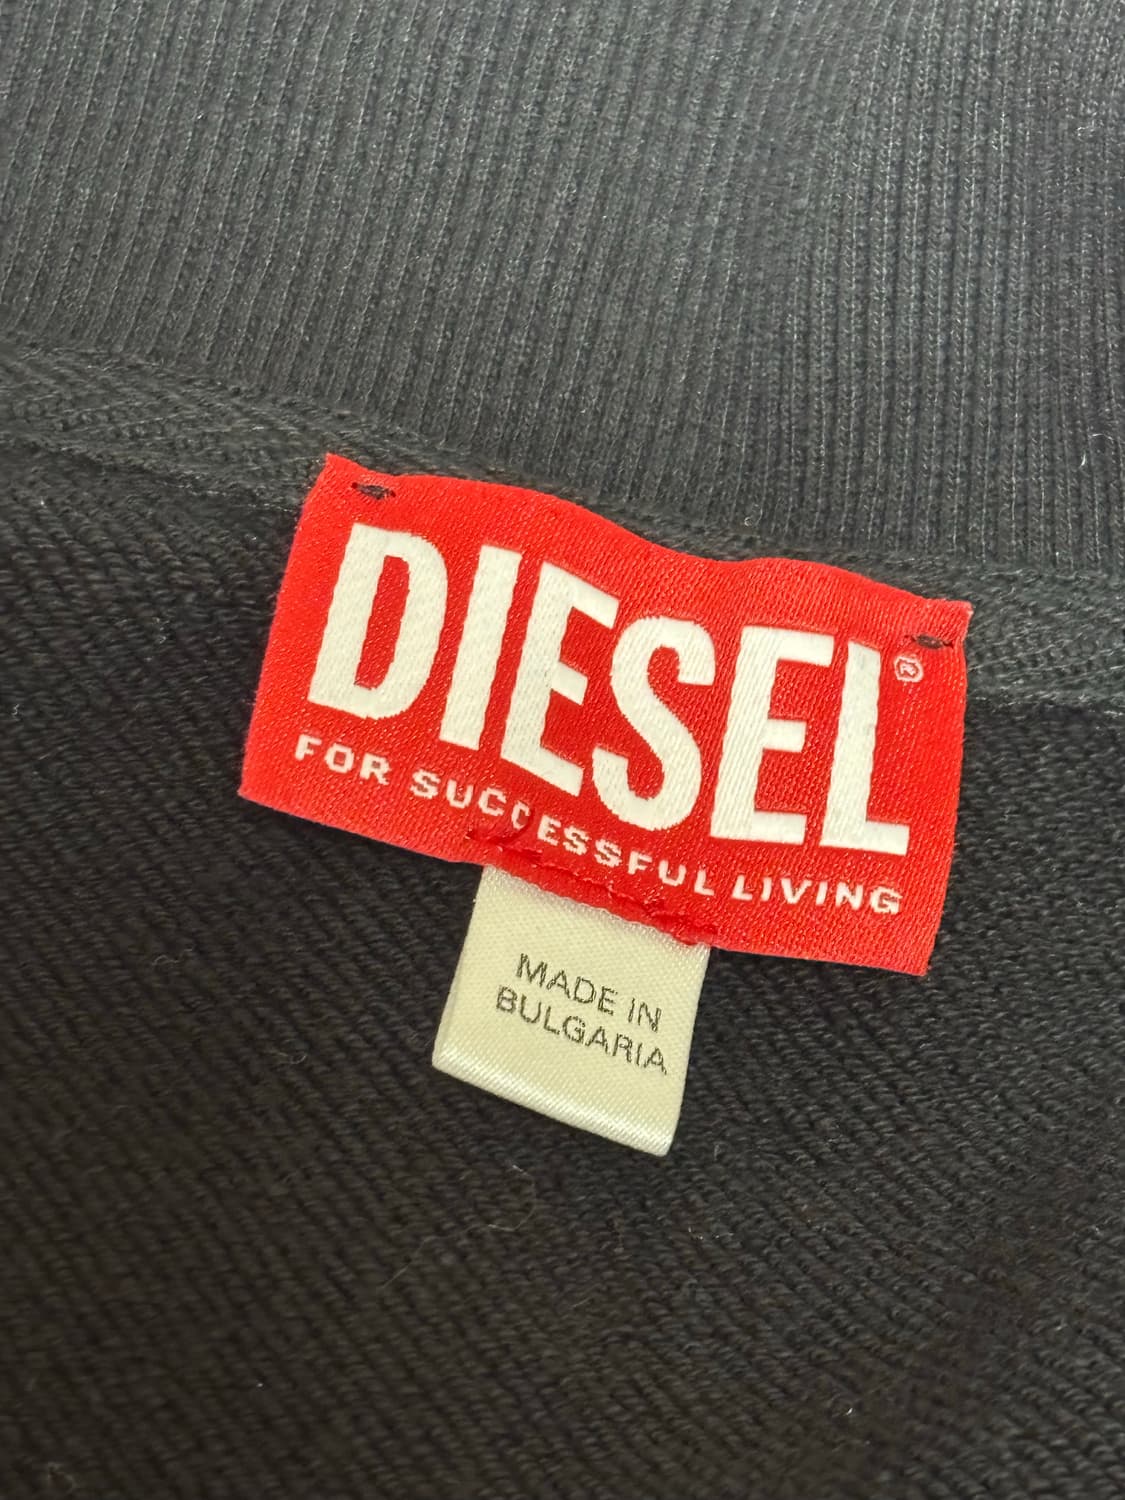 DIESEL®
FOR SUCCESSFUL LIVING
MADE IN
BULGARIA